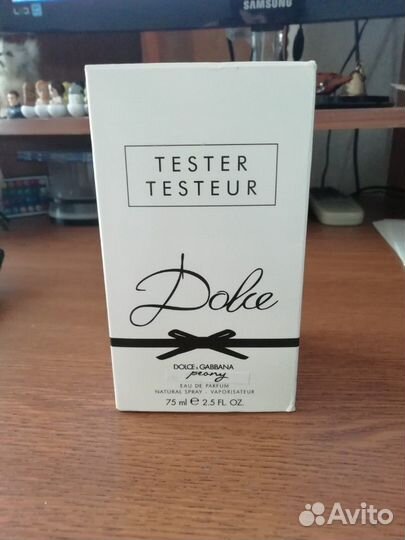 SAMSUNG
TESTER
TESTEUR
Dolce
DOLCE & GABBANA
peony
EAU DE PARFUM
NATURAL SPRAY - VAPORISATEUR
75 ml ℮ 2.5 FL. OZ.
Avito